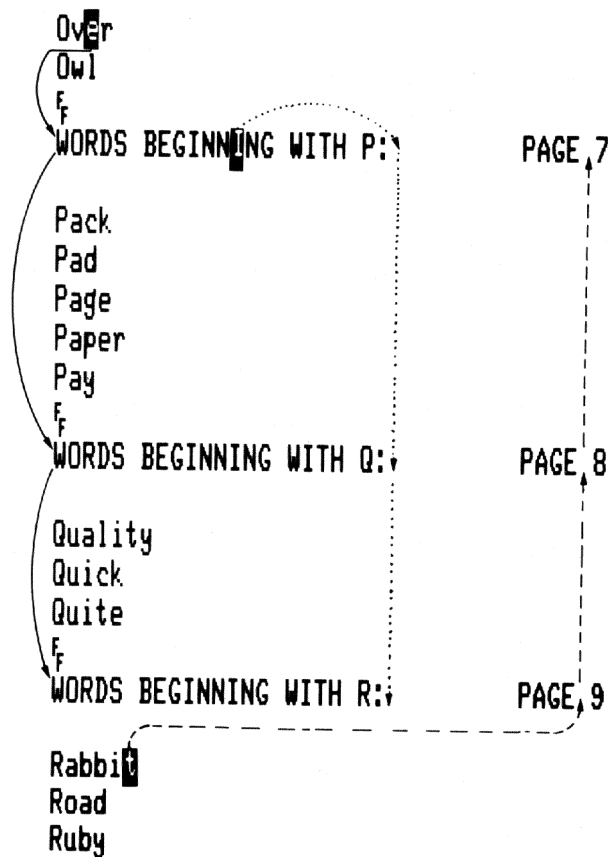 Over
Owl
FF
WORDS BEGINNING WITH P: PAGE 7
Pack
Pad
Page
Paper
Pay
FF
WORDS BEGINNING WITH Q: PAGE 8
Quality
Quick
Quite
FF
WORDS BEGINNING WITH R: PAGE 9
Rabbit
Road
Ruby